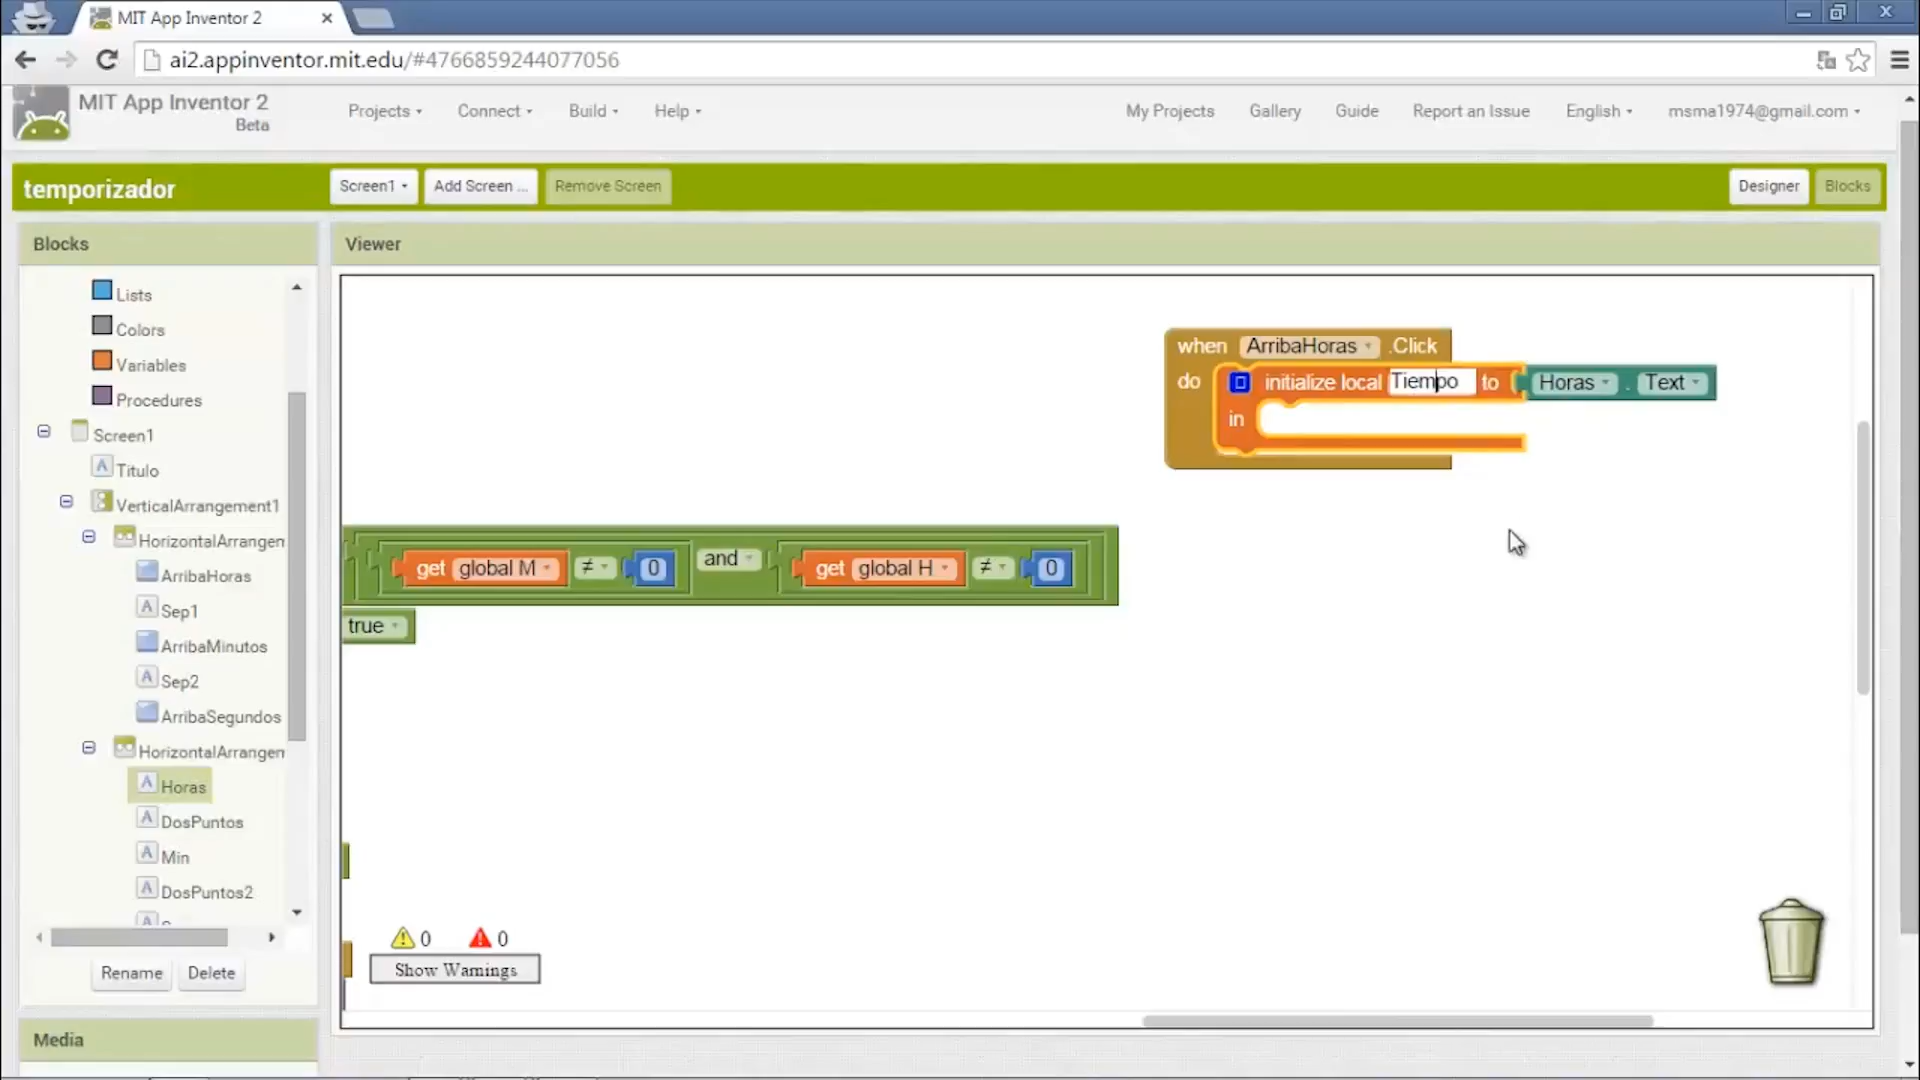 MIT App Inventor 2
ai2.appinventor.mit.edu/#4766859244077056
MIT App Inventor 2
Beta
Projects
Connect
Build
Help
My Projects
Gallery
Guide
Report an Issue
English
msma1974@gmail.com
temporizador
Screen1
Add Screen ...
Remove Screen
Designer
Blocks
Blocks
Viewer
Lists
Colors
Variables
Procedures
Screen1
Titulo
VerticalArrangement1
HorizontalArrangen
ArribaHoras
Sep1
ArribaMinutos
Sep2
ArribaSegundos
HorizontalArrangen
Horas
DosPuntos
Min
DosPuntos2
Rename
Delete
Media
when ArribaHoras .Click
do initialize local Tiempo to Horas . Text
in
get global M ≠ 0 and get global H ≠ 0
true
0 0
Show Warnings